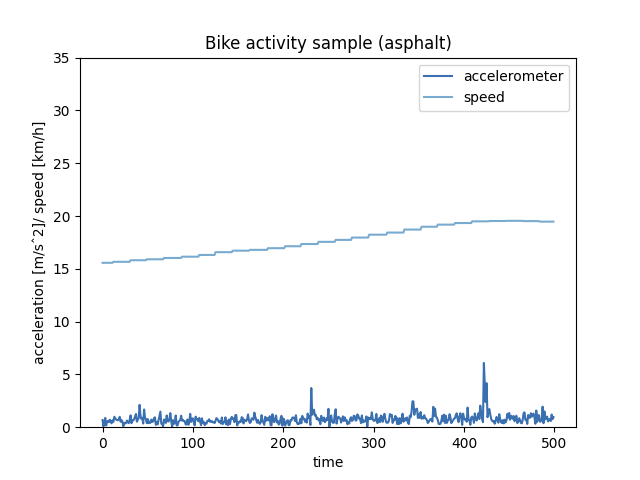 Bike activity sample (asphalt)
accelerometer
speed
acceleration [m/s^2]/ speed [km/h]
35
30
25
20
15
10
5
0
0 100 200 300 400 500
time